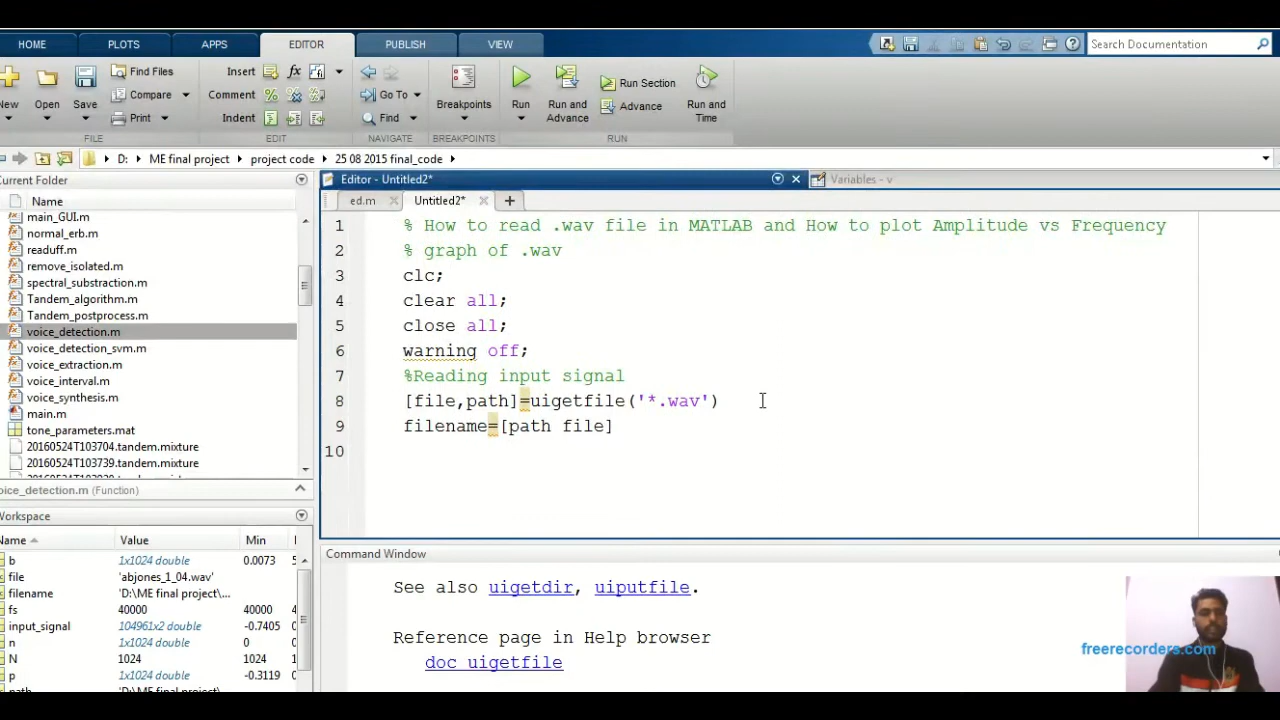 HOME PLOTS APPS EDITOR PUBLISH VIEW Search Documentation
Find Files Insert fx Go To Breakpoints Run Run and Advance Run Section Run and Time
New Open Save Compare Comment Advance
Print Indent Find
FILE EDIT NAVIGATE BREAKPOINTS RUN
D: ME final project project code 25 08 2015 final_code
Current Folder
Name
main_GUI.m
normal_erb.m
readuff.m
remove_isolated.m
spectral_substraction.m
Tandem_algorithm.m
Tandem_postprocess.m
voice_detection.m
voice_detection_svm.m
voice_extraction.m
voice_interval.m
voice_synthesis.m
main.m
tone_parameters.mat
20160524T103704.tandem.mixture
20160524T103739.tandem.mixture
voice_detection.m (Function)
Workspace
Name Value Min
b 1x1024 double 0.0073
file 'abjones_1_04.wav'
filename 'D:\ME final project\...
fs 40000 40000
input_signal 104961x2 double -0.7405
n 1x1024 double 0
N 1024 1024
p 1x1024 double -0.3119
path 'D:\ME final project\...
Editor - Untitled2* Variables - v
ed.m Untitled2*
1 % How to read .wav file in MATLAB and How to plot Amplitude vs Frequency
2 % graph of .wav
3 clc;
4 clear all;
5 close all;
6 warning off;
7 %Reading input signal
8 [file,path]=uigetfile('*.wav')
9 filename=[path file]
10
Command Window
See also uigetdir, uiputfile.
Reference page in Help browser
doc uigetfile
freerecorders.com